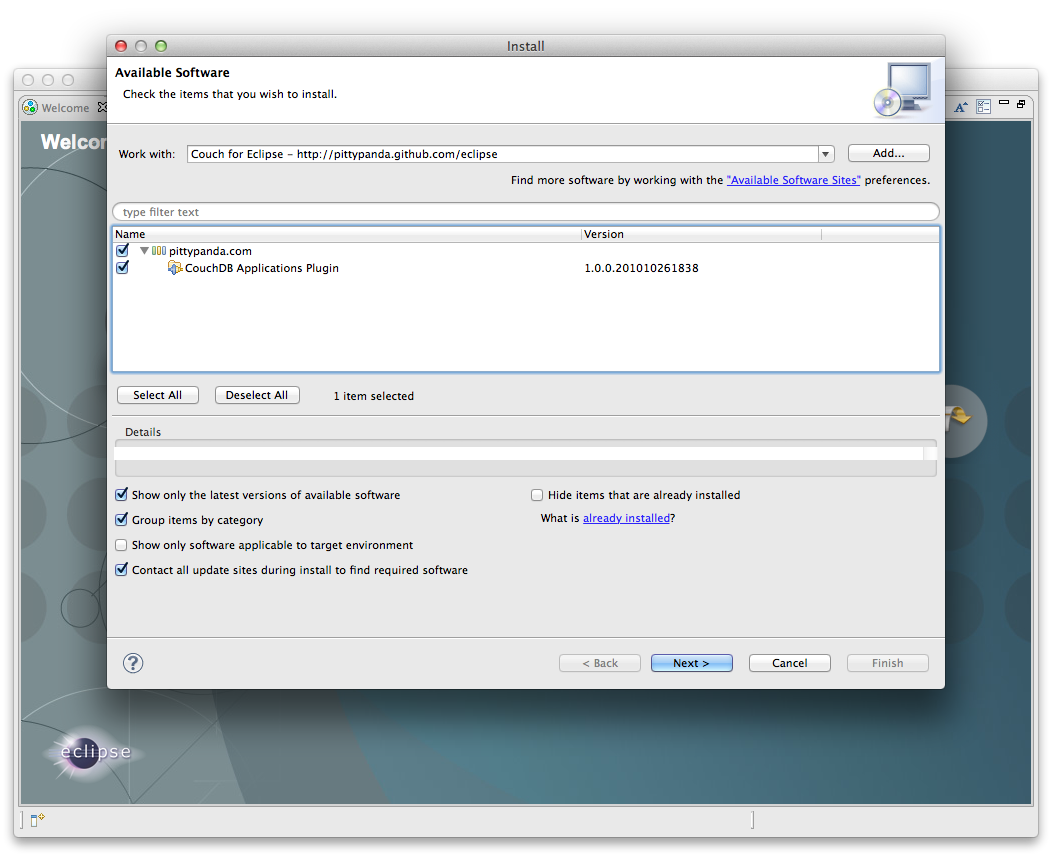 Install
Available Software
Check the items that you wish to install.
Welcome
Work with: Couch for Eclipse – http://pittypanda.github.com/eclipse Add...
Find more software by working with the "Available Software Sites" preferences.
type filter text
Name Version
pittypanda.com
CouchDB Applications Plugin 1.0.0.201010261838
Select All Deselect All 1 item selected
Details
Show only the latest versions of available software Hide items that are already installed
Group items by category What is already installed?
Show only software applicable to target environment
Contact all update sites during install to find required software
? < Back Next > Cancel Finish
eclipse